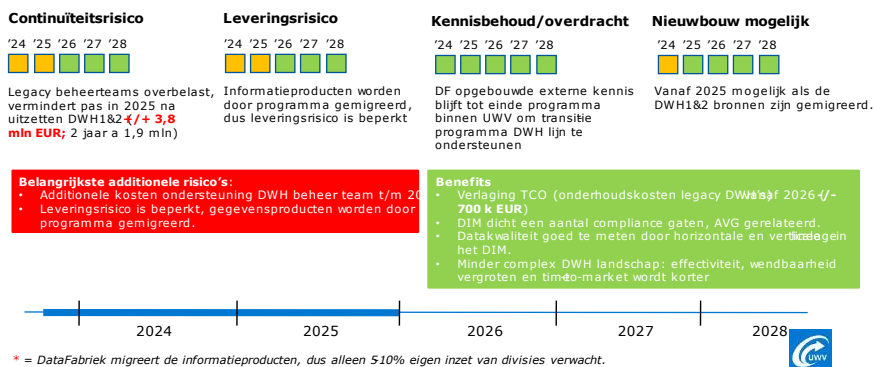 Continuïteitsrisico
'24 '25 '26 '27 '28
Legacy beheerteams overbelast,
vermindert pas in 2025 na
uitzetten DWH1&2 (+/+ 3,8
mln EUR; 2 jaar a 1,9 mln)
Leveringsrisico
'24 '25 '26 '27 '28
Informatieproducten worden
door programma gemigreerd,
dus leveringsrisico is beperkt
Kennisbehoud/overdracht
'24 '25 '26 '27 '28
DF opgebouwde externe kennis
blijft tot einde programma
binnen UWV om transitie
programma DWH lijn te
ondersteunen
Nieuwbouw mogelijk
'24 '25 '26 '27 '28
Vanaf 2025 mogelijk als de
DWH1&2 bronnen zijn gemigreerd.
Belangrijkste additionele risico's:
• Additionele kosten ondersteuning DWH beheer team t/m 20
• Leveringsrisico is beperkt, gegevensproducten worden door
programma gemigreerd.
Benefits
• Verlaging TCO (onderhoudskosten legacy DWH's) vanaf 2026 (+/-
700 k EUR)
• DIM dicht een aantal compliance gaten, AVG gerelateerd.
• Datakwaliteit goed te meten door horizontale en verticale in
het DIM.
• Minder complex DWH landschap: effectiviteit, wendbaarheid
vergroten en time-to-market wordt korter
2024 2025 2026 2027 2028
* = DataFabriek migreert de informatieproducten, dus alleen 5-10% eigen inzet van divisies verwacht.
UWV